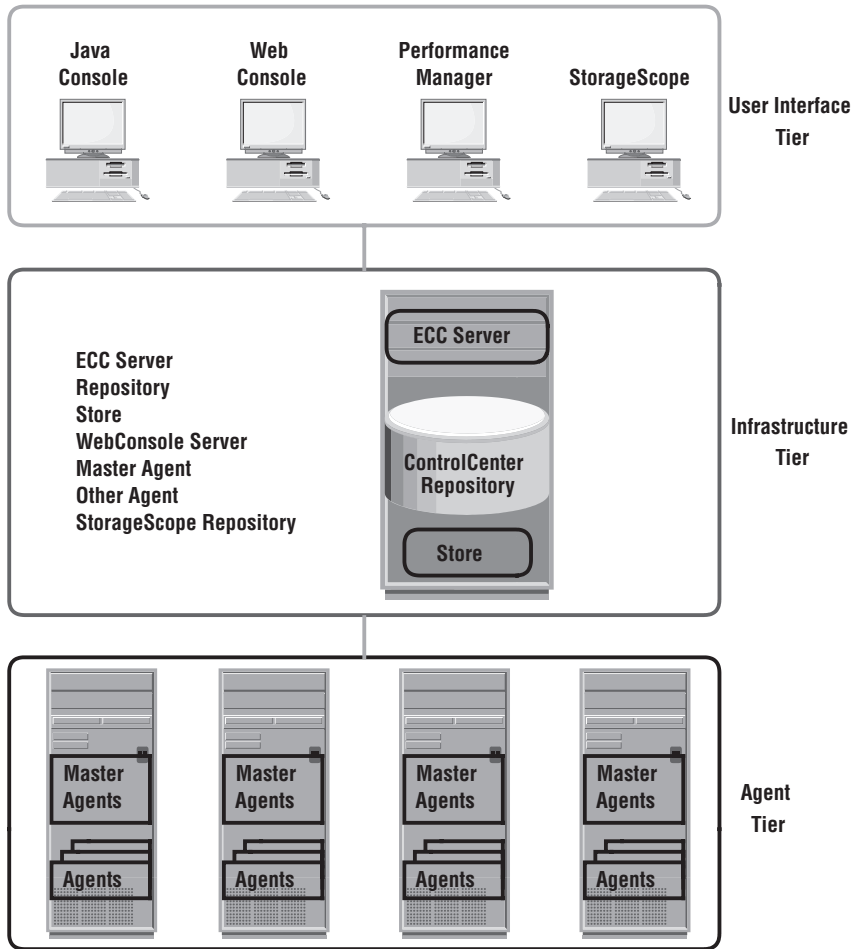 Java
Console
Web
Console
Performance
Manager
StorageScope
User Interface
Tier
ECC Server
Repository
Store
WebConsole Server
Master Agent
Other Agent
StorageScope Repository
ECC Server
ControlCenter
Repository
Store
Infrastructure
Tier
Master
Agents
Agents
Master
Agents
Agents
Master
Agents
Agents
Master
Agents
Agents
Agent
Tier